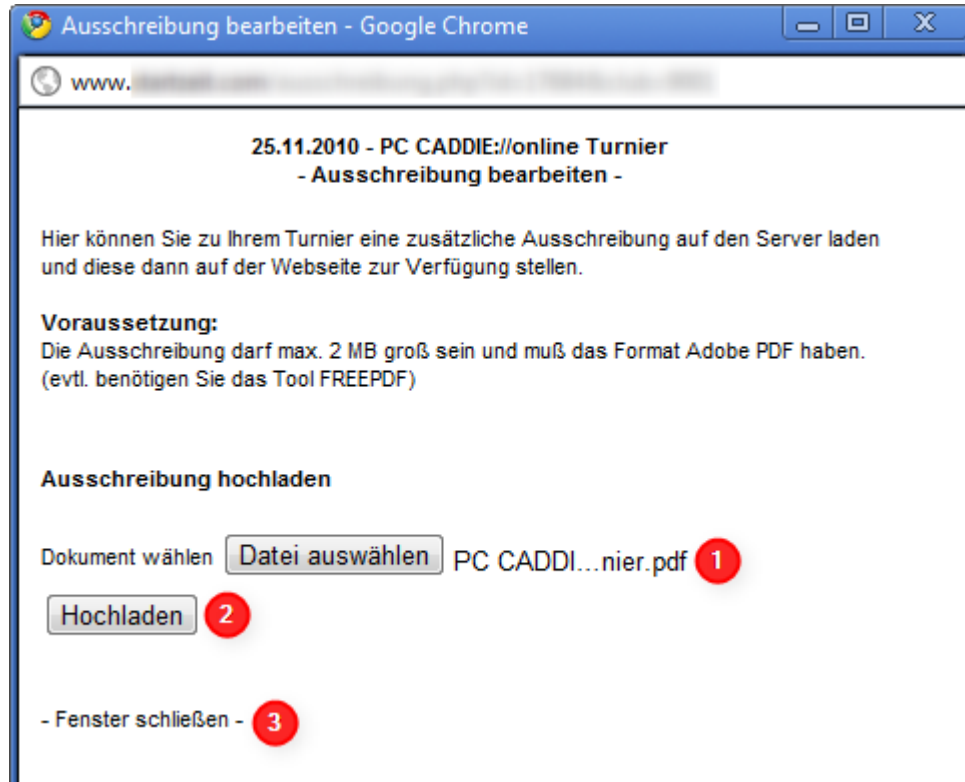 Ausschreibung bearbeiten - Google Chrome
www.
25.11.2010 - PC CADDIE://online Turnier
- Ausschreibung bearbeiten -
Hier können Sie zu Ihrem Turnier eine zusätzliche Ausschreibung auf den Server laden
und diese dann auf der Webseite zur Verfügung stellen.
Voraussetzung:
Die Ausschreibung darf max. 2 MB groß sein und muß das Format Adobe PDF haben.
(evtl. benötigen Sie das Tool FREEPDF)
Ausschreibung hochladen
Dokument wählen Datei auswählen PC CADDI...nier.pdf 1
Hochladen 2
- Fenster schließen - 3